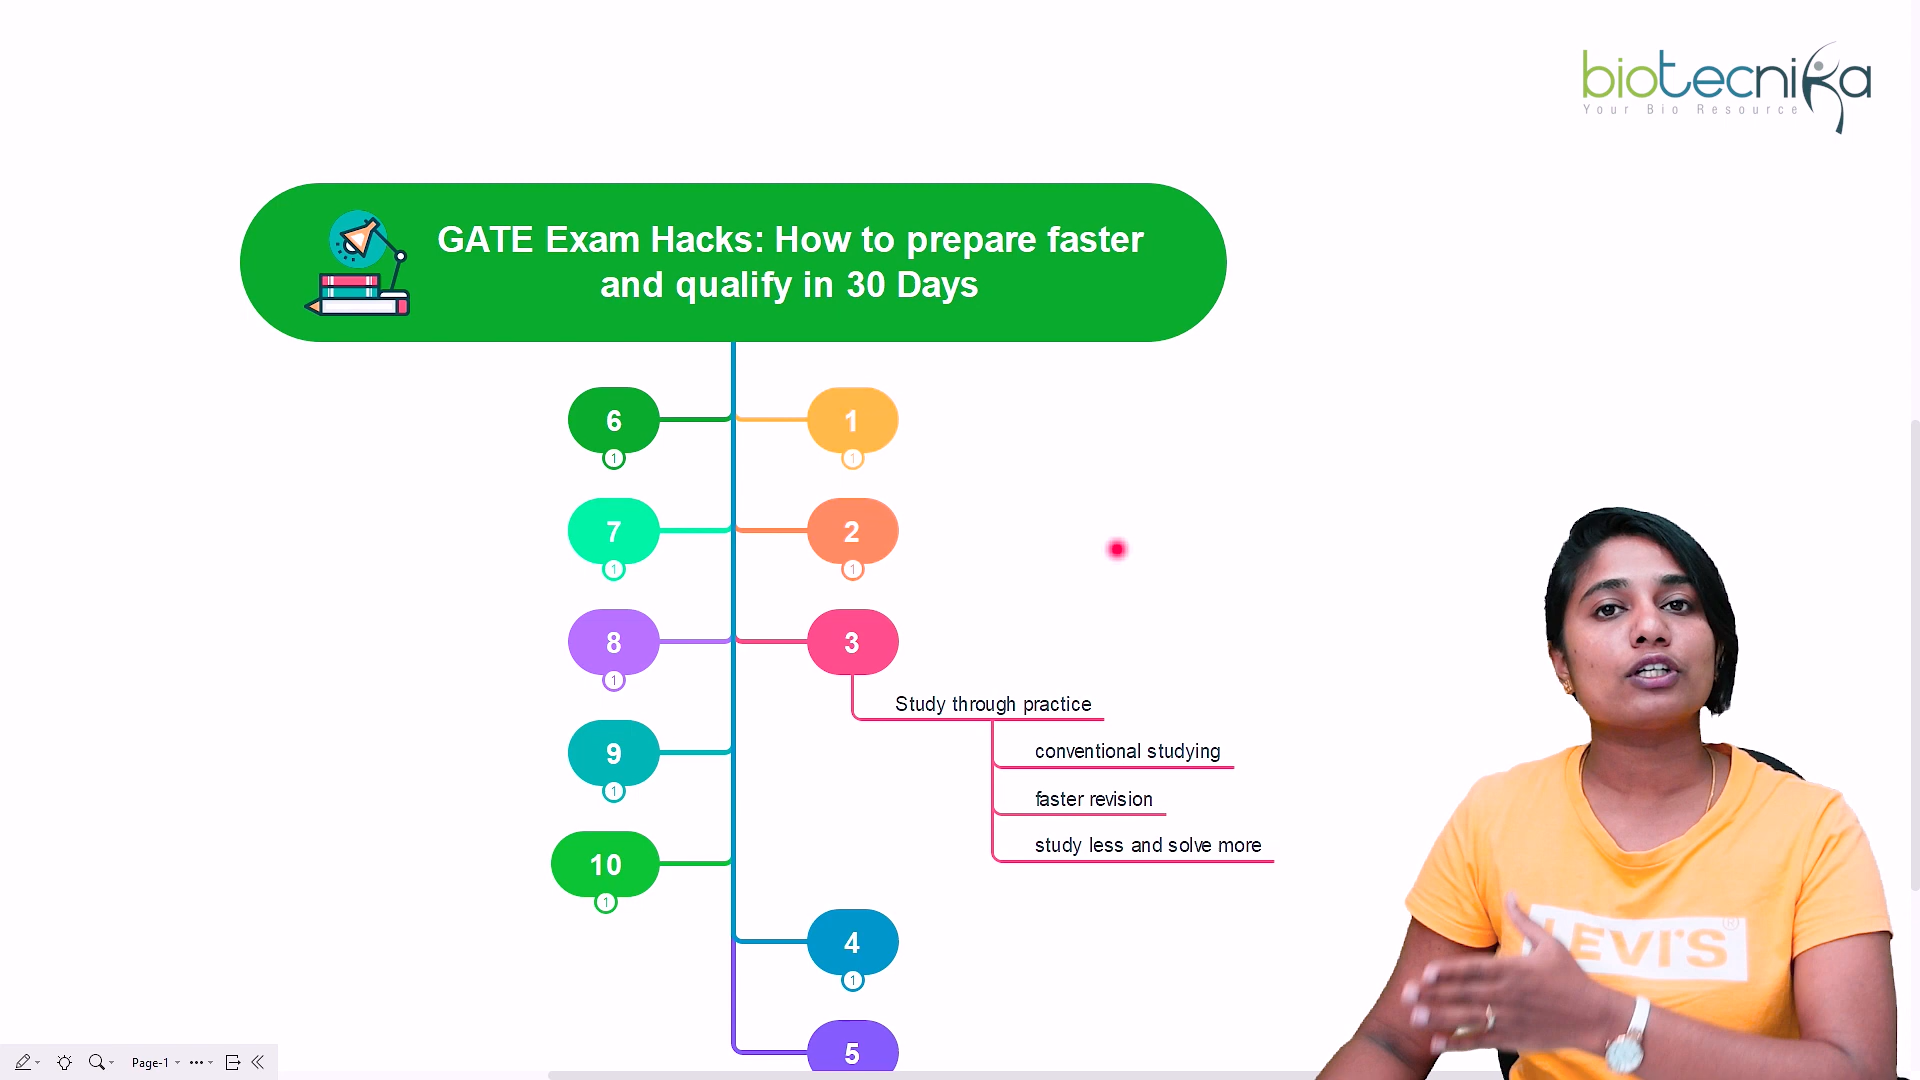 biotecnika
Your Bio Resource
GATE Exam Hacks: How to prepare faster
and qualify in 30 Days
6
1
1
1
7
1
2
1
8
1
3
Study through practice
conventional studying
faster revision
study less and solve more
9
1
10
1
4
1
5
LEVI'S®
Page-1